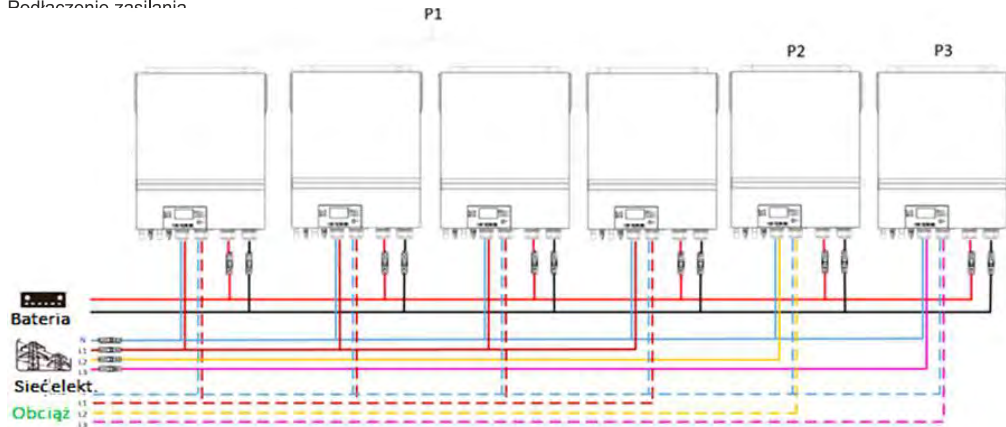 Podłączenie zasilania
P1
P2
P3
Bateria
N
L1
L2
L3
Sieć elekt.
L1
L2
L3
Obciąż